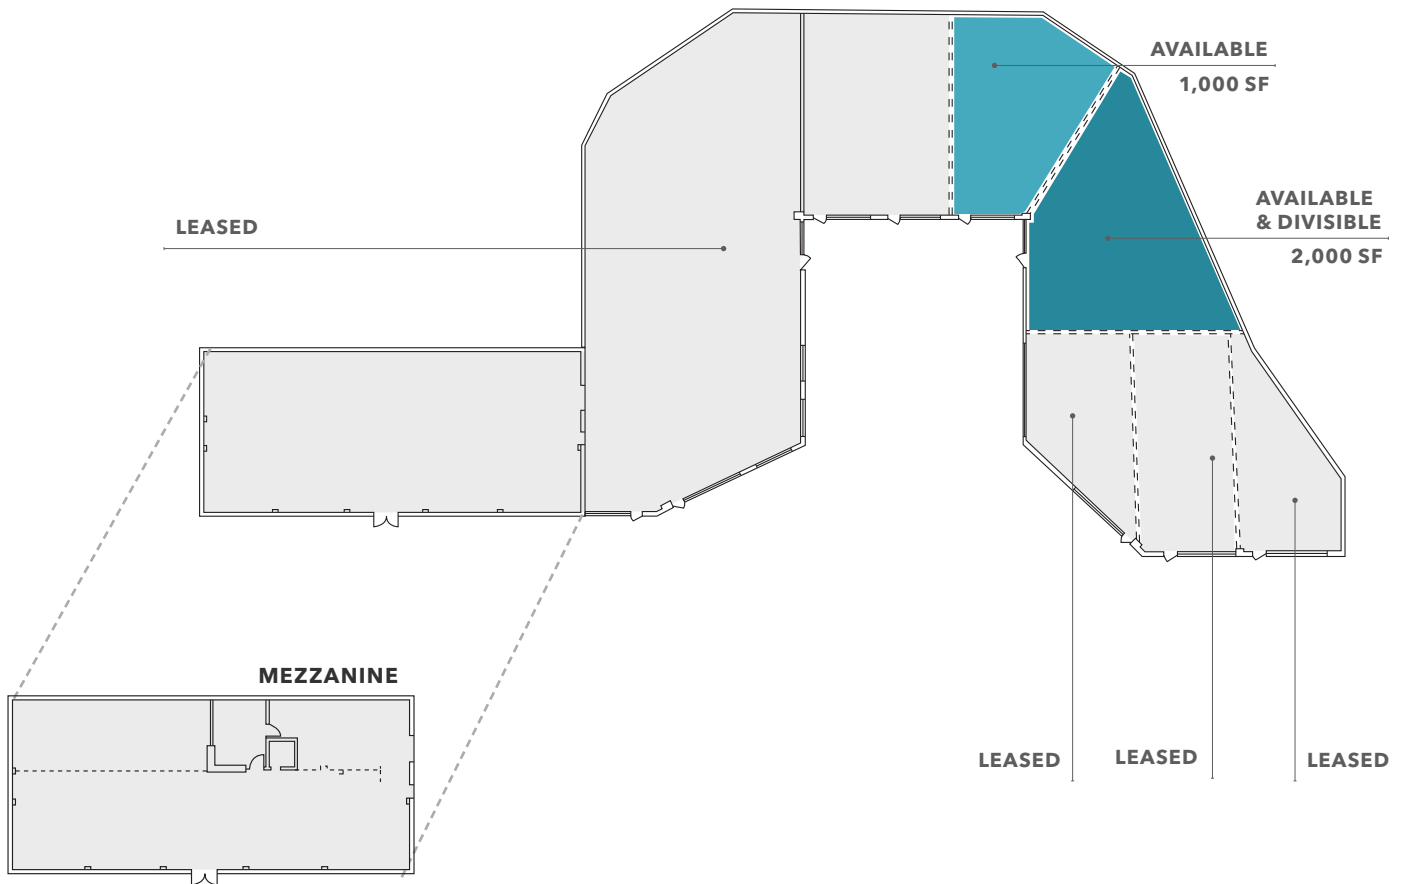 AVAILABLE
1,000 SF
AVAILABLE
& DIVISIBLE
2,000 SF
LEASED
MEZZANINE
LEASED
LEASED
LEASED